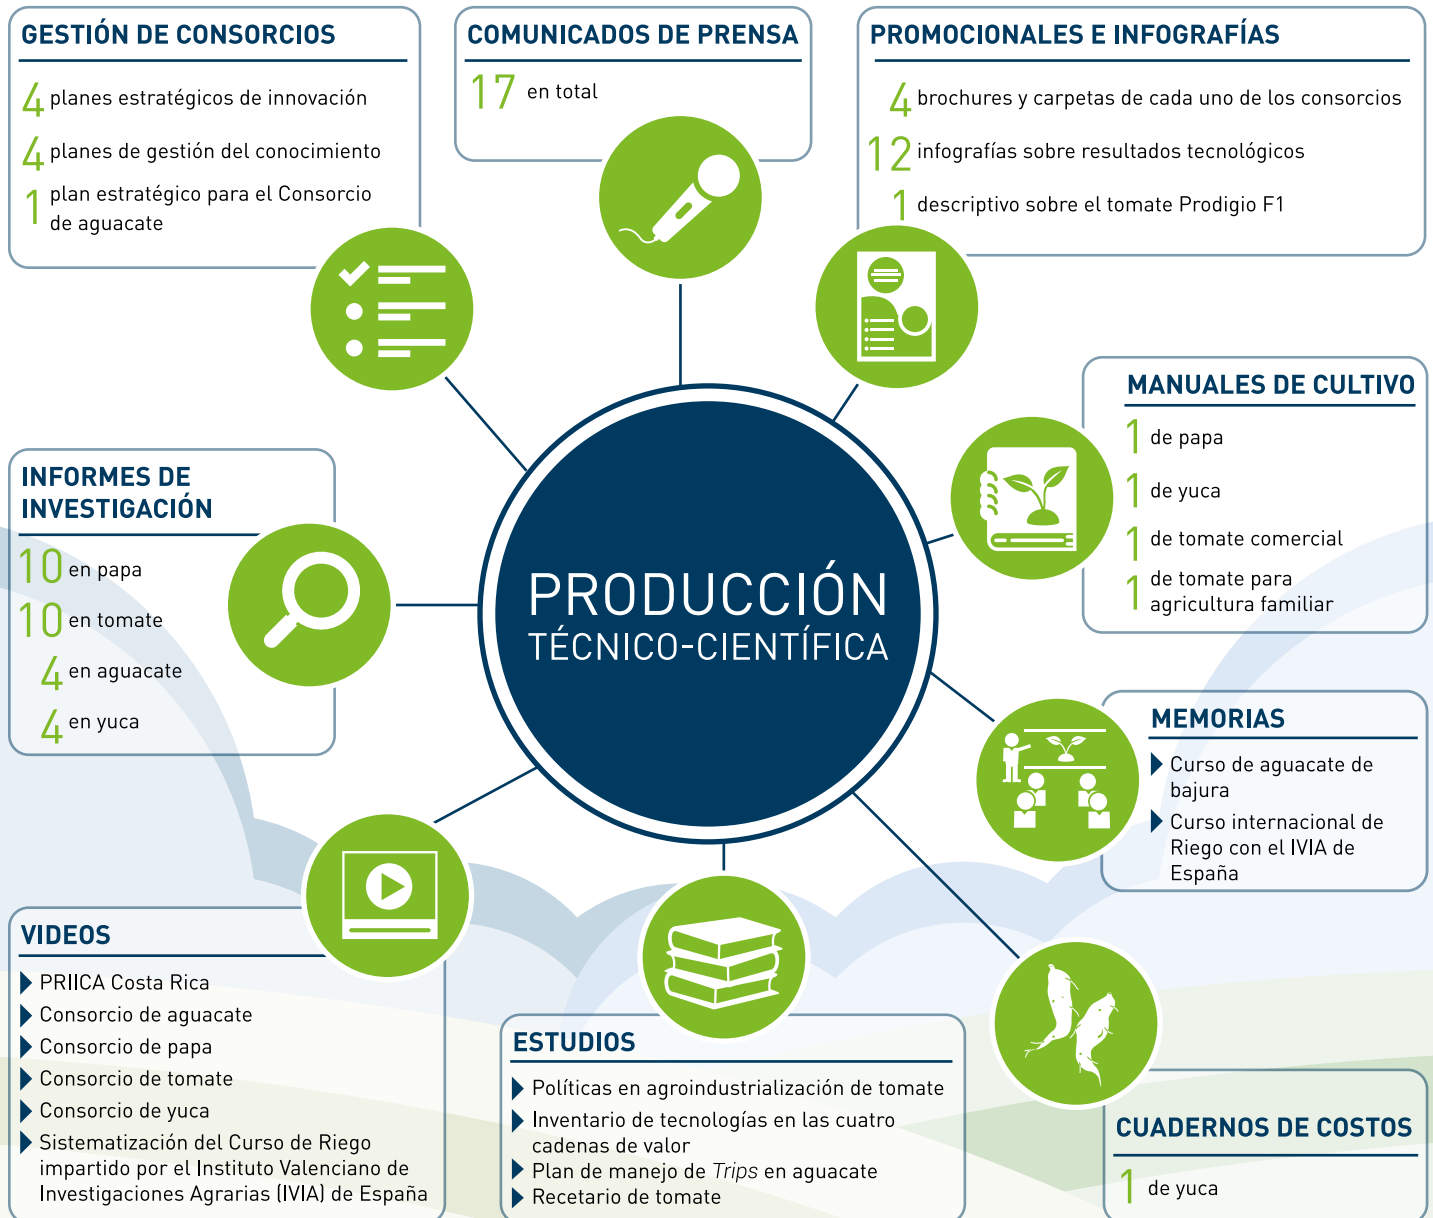 GESTIÓN DE CONSORCIOS
4 planes estratégicos de innovación
4 planes de gestión del conocimiento
1 plan estratégico para el Consorcio
de aguacate
COMUNICADOS DE PRENSA
17 en total
PROMOCIONALES E INFOGRAFÍAS
4 brochures y carpetas de cada uno de los consorcios
12 infografías sobre resultados tecnológicos
1 descriptivo sobre el tomate Prodigio F1
MANUALES DE CULTIVO
1 de papa
1 de yuca
1 de tomate comercial
1 de tomate para
agricultura familiar
INFORMES DE
INVESTIGACIÓN
10 en papa
10 en tomate
4 en aguacate
4 en yuca
PRODUCCIÓN
TÉCNICO-CIENTÍFICA
MEMORIAS
Curso de aguacate de
bajura
Curso internacional de
Riego con el IVIA de
España
VIDEOS
PRIICA Costa Rica
Consorcio de aguacate
Consorcio de papa
Consorcio de tomate
Consorcio de yuca
Sistematización del Curso de Riego
impartido por el Instituto Valenciano de
Investigaciones Agrarias (IVIA) de España
ESTUDIOS
Políticas en agroindustrialización de tomate
Inventario de tecnologías en las cuatro
cadenas de valor
Plan de manejo de Trips en aguacate
Recetario de tomate
CUADERNOS DE COSTOS
1 de yuca